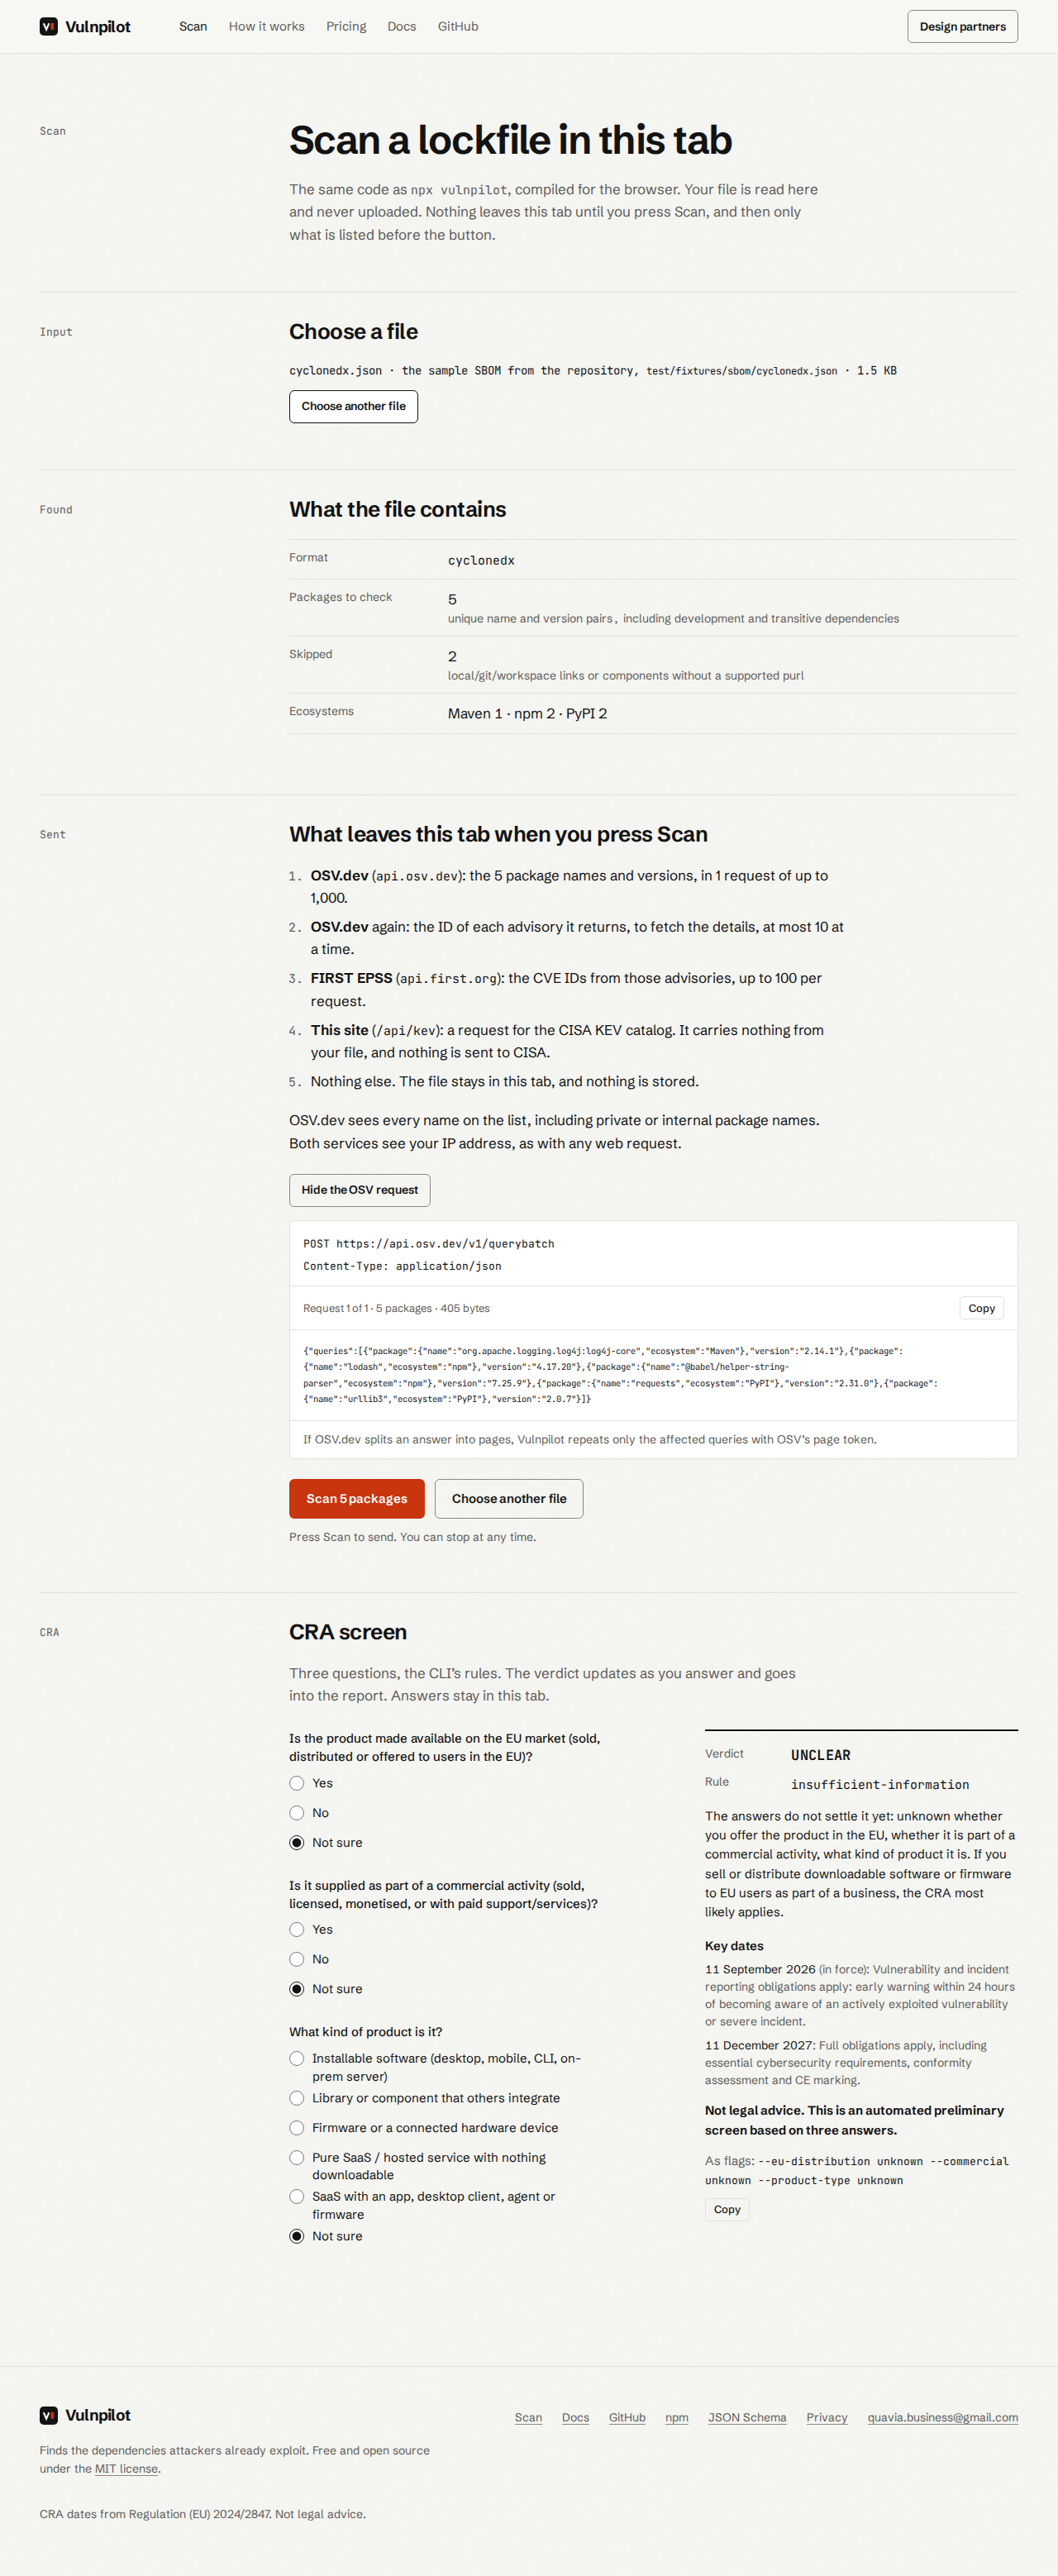 Vulnpilot
Scan
How it works
Pricing
Docs
GitHub
Design partners
Scan
Scan a lockfile in this tab
The same code as npx vulnpilot, compiled for the browser. Your file is read here
and never uploaded. Nothing leaves this tab until you press Scan, and then only
what is listed before the button.
Input
Choose a file
cyclonedx.json · the sample SBOM from the repository, test/fixtures/sbom/cyclonedx.json · 1.5 KB
Choose another file
Found
What the file contains
Format
cyclonedx
Packages to check
5
unique name and version pairs, including development and transitive dependencies
Skipped
2
local/git/workspace links or components without a supported purl
Ecosystems
Maven 1 · npm 2 · PyPI 2
Sent
What leaves this tab when you press Scan
1. OSV.dev (api.osv.dev): the 5 package names and versions, in 1 request of up to
1,000.
2. OSV.dev again: the ID of each advisory it returns, to fetch the details, at most 10 at
a time.
3. FIRST EPSS (api.first.org): the CVE IDs from those advisories, up to 100 per
request.
4. This site (/api/kev): a request for the CISA KEV catalog. It carries nothing from
your file, and nothing is sent to CISA.
5. Nothing else. The file stays in this tab, and nothing is stored.
OSV.dev sees every name on the list, including private or internal package names.
Both services see your IP address, as with any web request.
Hide the OSV request
POST https://api.osv.dev/v1/querybatch
Content-Type: application/json
Request 1 of 1 · 5 packages · 405 bytes
Copy
{"queries":[{"package":{"name":"org.apache.logging.log4j:log4j-core","ecosystem":"Maven"},"version":"2.14.1"},{"package":
{"name":"lodash","ecosystem":"npm"},"version":"4.17.20"},{"package":{"name":"@babel/helper-string-
parser","ecosystem":"npm"},"version":"7.25.9"},{"package":{"name":"requests","ecosystem":"PyPI"},"version":"2.31.0"},{"package":
{"name":"urllib3","ecosystem":"PyPI"},"version":"2.0.7"}]}
If OSV.dev splits an answer into pages, Vulnpilot repeats only the affected queries with OSV's page token.
Scan 5 packages
Choose another file
Press Scan to send. You can stop at any time.
CRA
CRA screen
Three questions, the CLI's rules. The verdict updates as you answer and goes
into the report. Answers stay in this tab.
Is the product made available on the EU market (sold,
distributed or offered to users in the EU)?
Yes
No
Not sure
Is it supplied as part of a commercial activity (sold,
licensed, monetised, or with paid support/services)?
Yes
No
Not sure
What kind of product is it?
Installable software (desktop, mobile, CLI, on-
prem server)
Library or component that others integrate
Firmware or a connected hardware device
Pure SaaS / hosted service with nothing
downloadable
SaaS with an app, desktop client, agent or
firmware
Not sure
Verdict
UNCLEAR
Rule
insufficient-information
The answers do not settle it yet: unknown whether
you offer the product in the EU, whether it is part of a
commercial activity, what kind of product it is. If you
sell or distribute downloadable software or firmware
to EU users as part of a business, the CRA most
likely applies.
Key dates
11 September 2026 (in force): Vulnerability and incident
reporting obligations apply: early warning within 24 hours
of becoming aware of an actively exploited vulnerability
or severe incident.
11 December 2027: Full obligations apply, including
essential cybersecurity requirements, conformity
assessment and CE marking.
Not legal advice. This is an automated preliminary
screen based on three answers.
As flags: --eu-distribution unknown --commercial
unknown --product-type unknown
Copy
Vulnpilot
Scan
Docs
GitHub
npm
JSON Schema
Privacy
quavia.business@gmail.com
Finds the dependencies attackers already exploit. Free and open source
under the MIT license.
CRA dates from Regulation (EU) 2024/2847. Not legal advice.